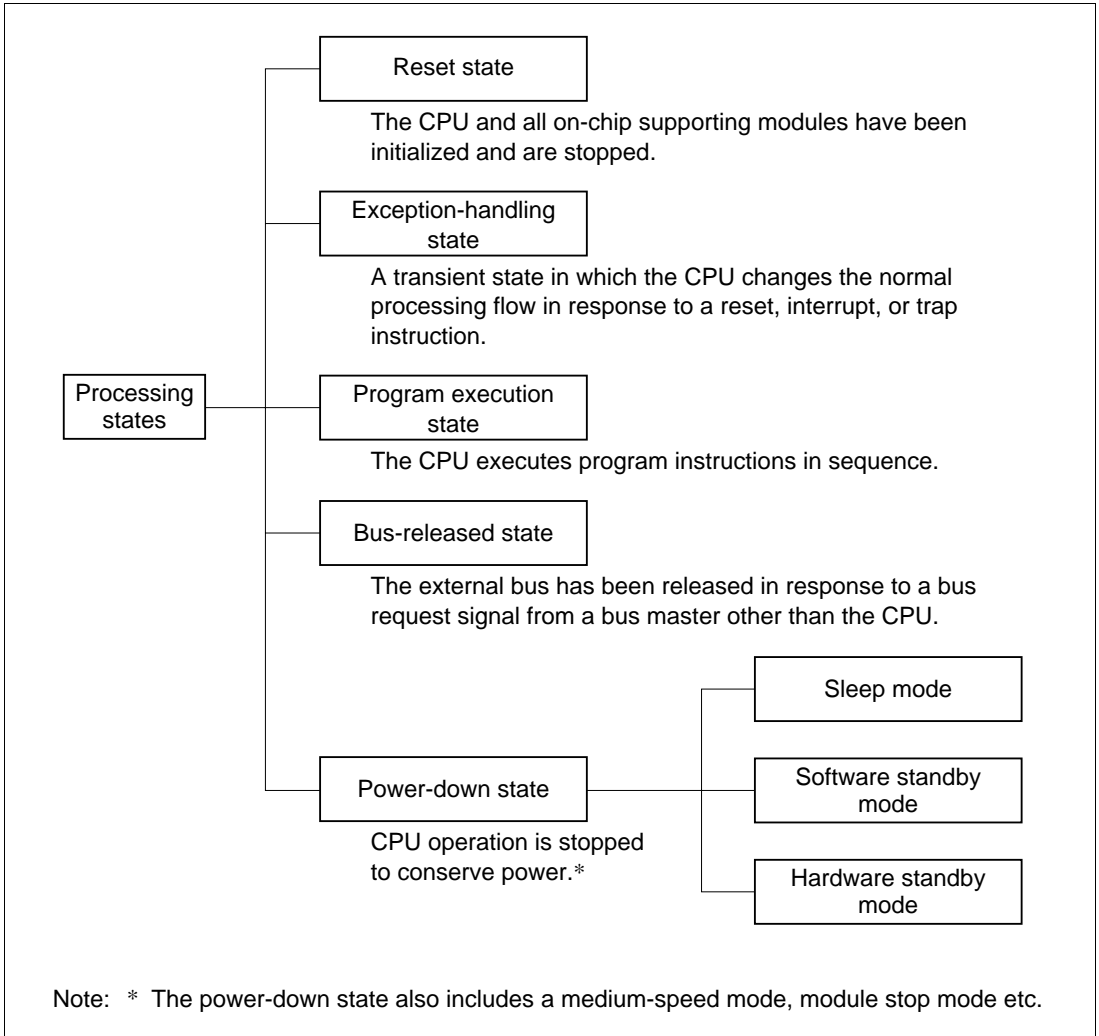 Reset state
The CPU and all on-chip supporting modules have been
initialized and are stopped.
Exception-handling
state
A transient state in which the CPU changes the normal
processing flow in response to a reset, interrupt, or trap
instruction.
Processing
states
Program execution
state
The CPU executes program instructions in sequence.
Bus-released state
The external bus has been released in response to a bus
request signal from a bus master other than the CPU.
Power-down state
CPU operation is stopped
to conserve power.*
Sleep mode
Software standby
mode
Hardware standby
mode
Note: * The power-down state also includes a medium-speed mode, module stop mode etc.